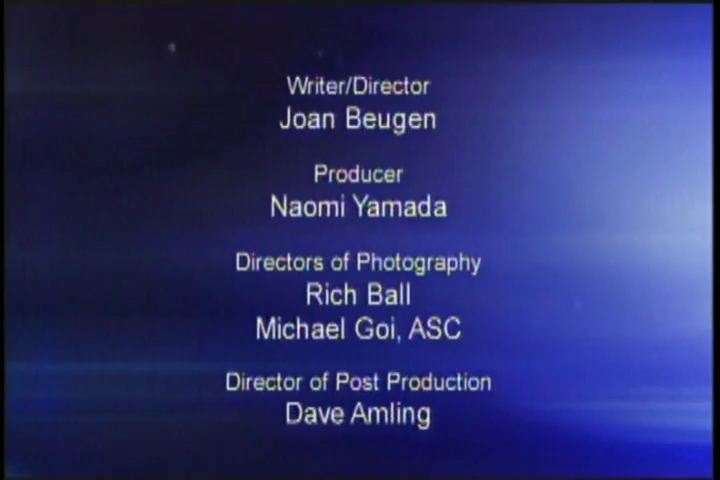 Writer/Director
Joan Beugen
Producer
Naomi Yamada
Directors of Photography
Rich Ball
Michael Goi, ASC
Director of Post Production
Dave Amling